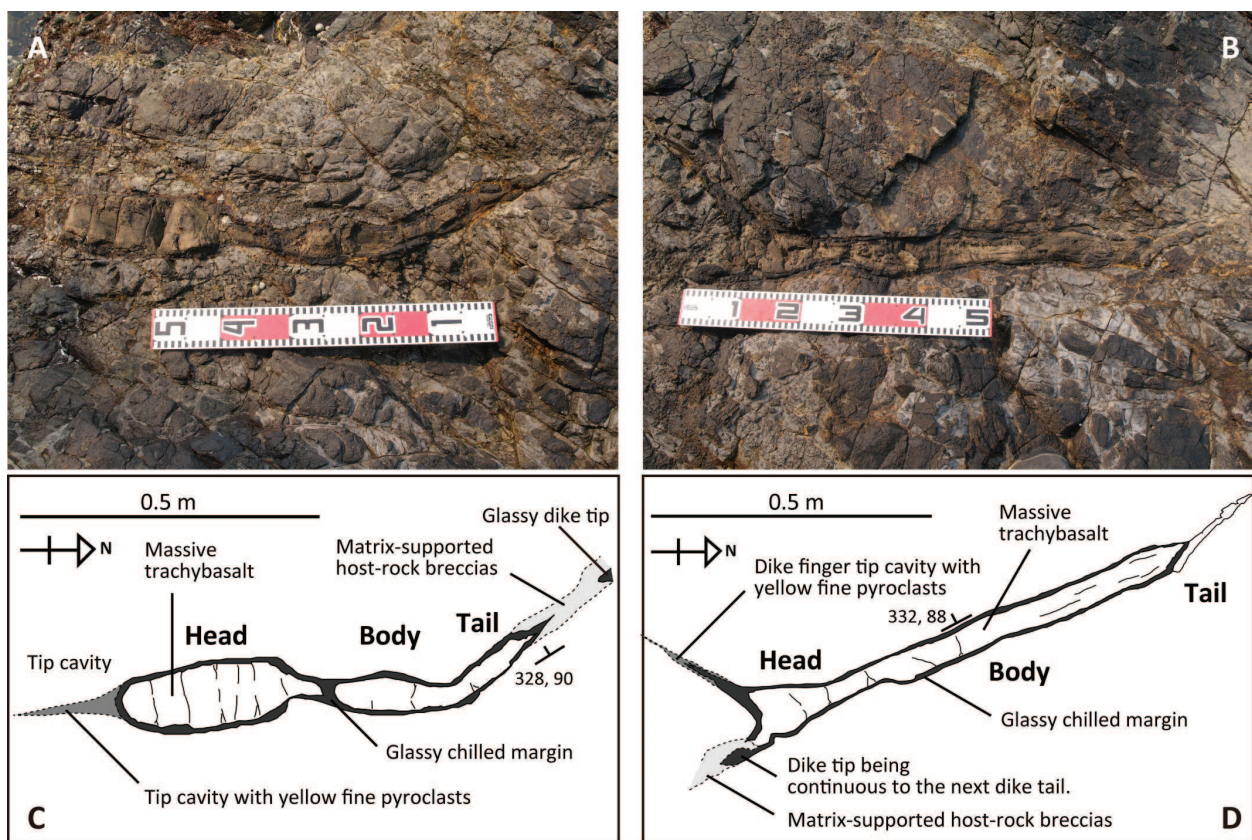 A
B
5 4 3 2 1
1 2 3 4 5
0.5 m
N
Massive
trachybasalt
Head
Tip cavity
Matrix-supported
host-rock breccias
Glassy dike tip
Body
Tail
328, 90
Glassy chilled margin
Tip cavity with yellow fine pyroclasts
C
0.5 m
N
Massive
trachybasalt
Dike finger tip cavity with
yellow fine pyroclasts
332, 88
Tail
Head
Body
Glassy chilled margin
Dike tip being
continuous to the next dike tail.
Matrix-supported host-rock breccias
D